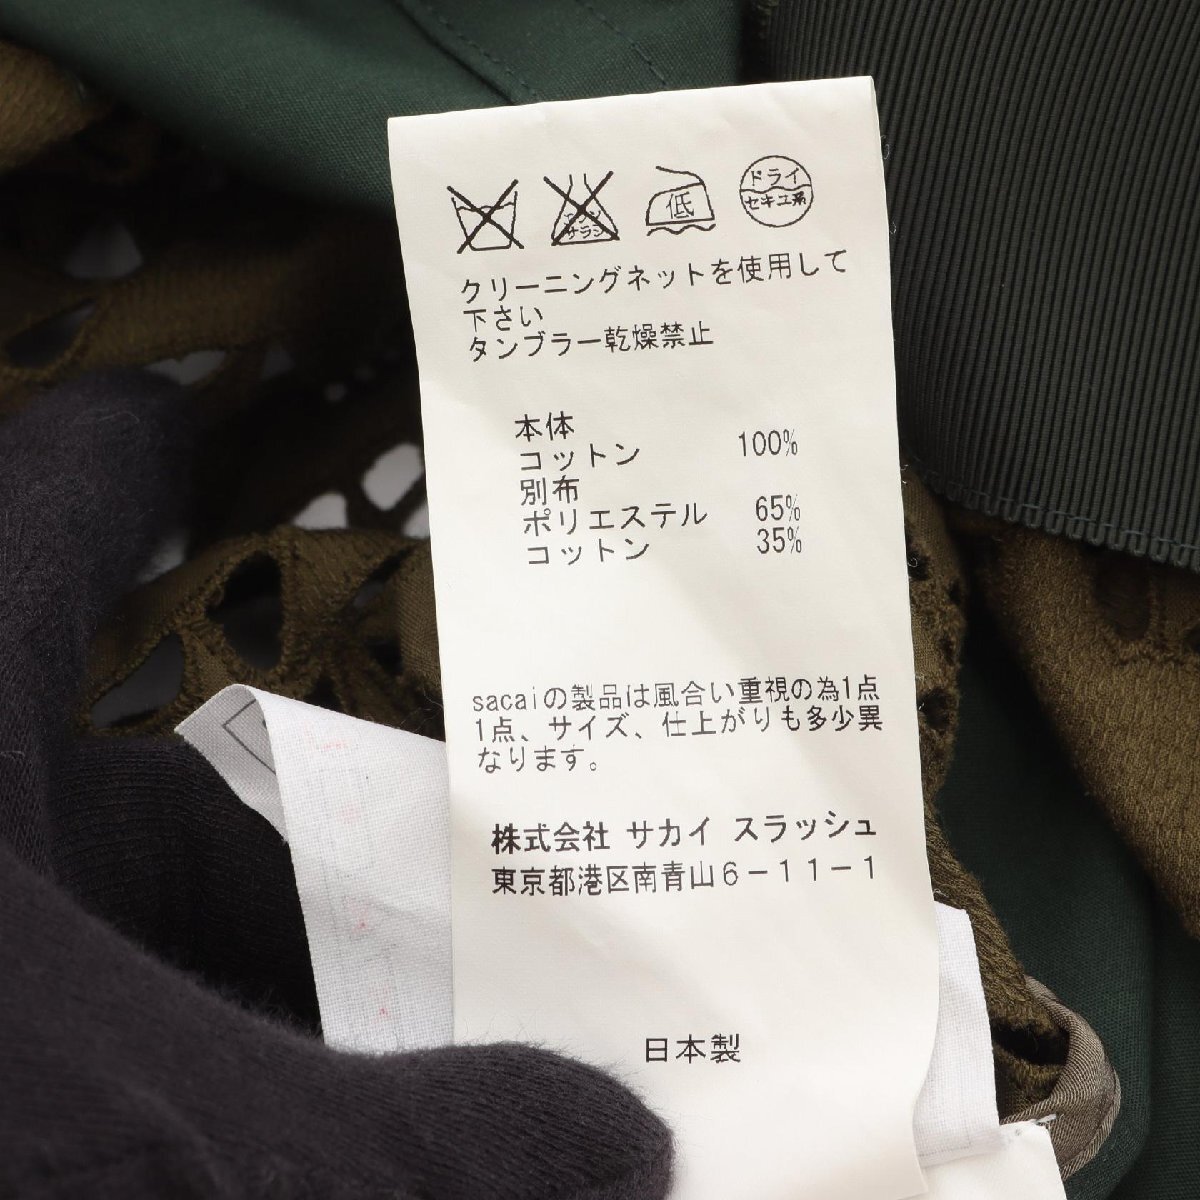 エンソ
サラシ
低
ドライ
セキユ系
クリーニングネットを使用して
下さい
タンブラー乾燥禁止
本体
コットン 100%
別布
ポリエステル 65%
コットン 35%
sacaiの製品は風合い重視の為1点
1点、サイズ、仕上がりも多少異
なります。
株式会社 サカイ スラッシュ
東京都港区南青山6-11-1
日本製